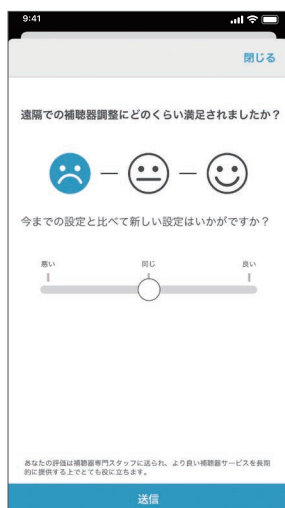 9:41
閉じる
遠隔での補聴器調整にどのくらい満足されましたか?
今までの設定と比べて新しい設定はいかがですか?
悪い 同じ 良い
あなたの評価は補聴器専門スタッフに送られ、より良い補聴器サービスを長期
的に提供する上でとても役に立ちます。
送信